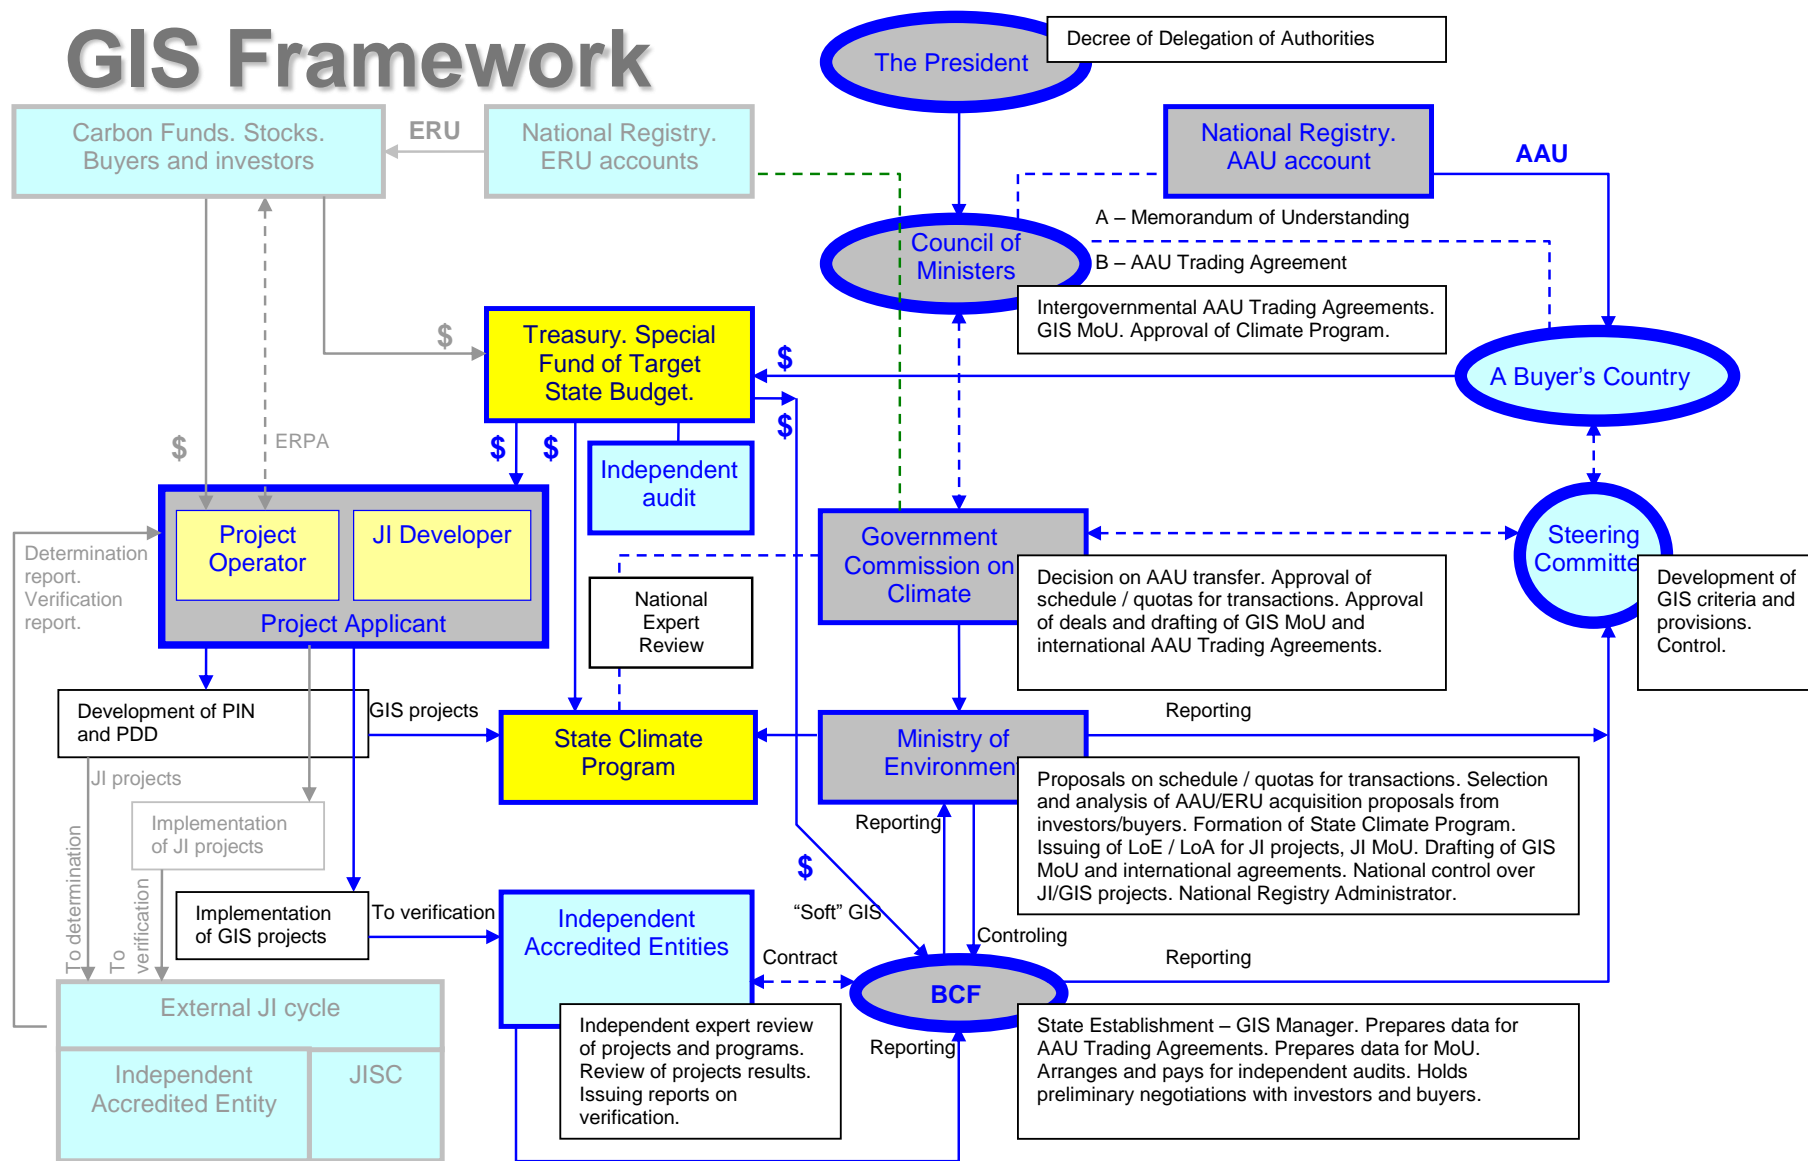 GIS Framework
The President
Decree of Delegation of Authorities
Carbon Funds. Stocks.
Buyers and investors
ERU
National Registry.
ERU accounts
National Registry.
AAU account
AAU
A – Memorandum of Understanding
Council of
Ministers
B – AAU Trading Agreement
Intergovernmental AAU Trading Agreements.
GIS MoU. Approval of Climate Program.
$
Treasury. Special
Fund of Target
State Budget.
$
$
A Buyer's Country
$
ERPA
$
$
Independent
audit
Project
Operator
JI Developer
Project Applicant
Determination
report.
Verification
report.
Government
Commission on
Climate
Steering
Committe
Decision on AAU transfer. Approval of
schedule / quotas for transactions. Approval
of deals and drafting of GIS MoU and
international AAU Trading Agreements.
Development of
GIS criteria and
provisions.
Control.
National
Expert
Review
Development of PIN
and PDD
GIS projects
State Climate
Program
Ministry of
Environment
Reporting
JI projects
Proposals on schedule / quotas for transactions. Selection
and analysis of AAU/ERU acquisition proposals from
investors/buyers. Formation of State Climate Program.
Issuing of LoE / LoA for JI projects, JI MoU. Drafting of GIS
MoU and international agreements. National control over
JI/GIS projects. National Registry Administrator.
Implementation
of JI projects
Reporting
$
To determination
To
verification
Implementation
of GIS projects
To verification
Independent
Accredited Entities
“Soft” GIS
Controling
Contract
Reporting
BCF
External JI cycle
Independent
Accredited Entity
JISC
Independent expert review
of projects and programs.
Review of projects results.
Issuing reports on
verification.
Reporting
State Establishment – GIS Manager. Prepares data for
AAU Trading Agreements. Prepares data for MoU.
Arranges and pays for independent audits. Holds
preliminary negotiations with investors and buyers.